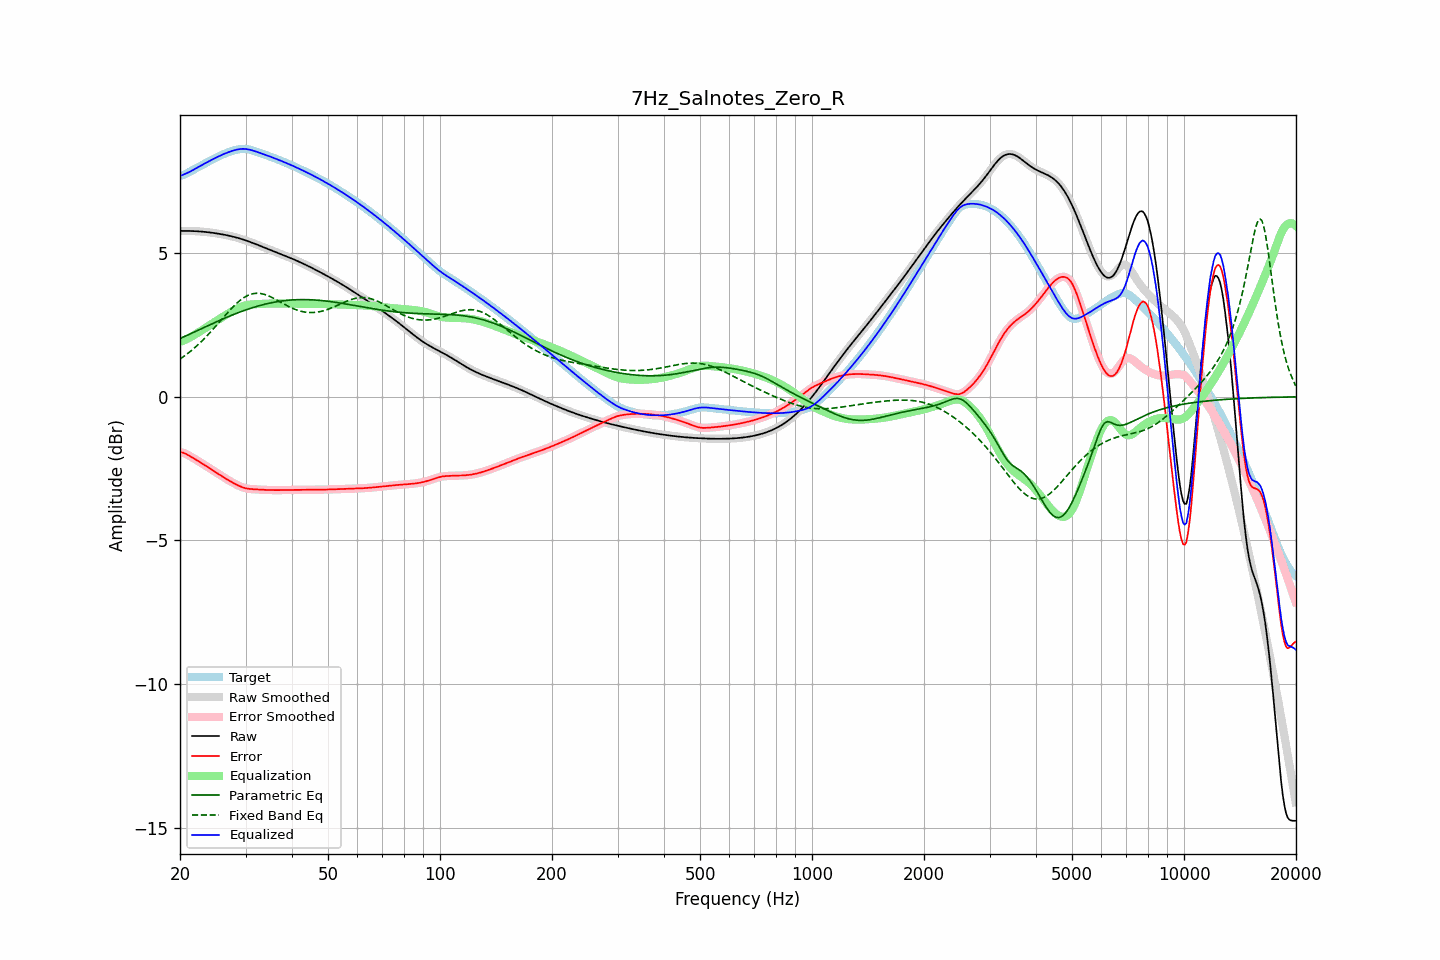 7Hz_Salnotes_Zero_R
Amplitude (dBr)
5
0
−5
−10
−15
Target
Raw Smoothed
Error Smoothed
Raw
Error
Equalization
Parametric Eq
Fixed Band Eq
Equalized
20 50 100 200 500 1000 2000 5000 10000 20000
Frequency (Hz)